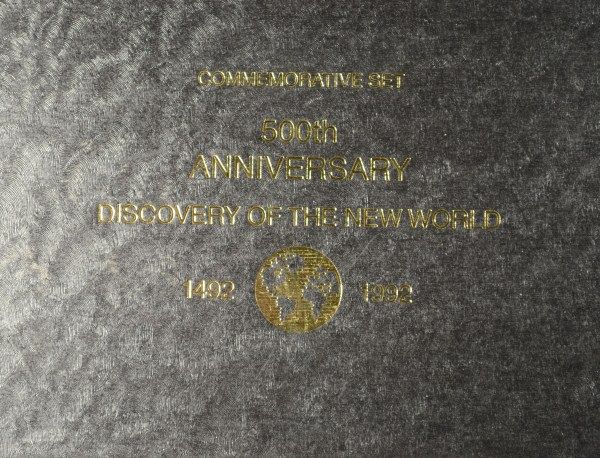 COMMEMORATIVE SET
500th
ANNIVERSARY
DISCOVERY OF THE NEW WORLD
1492 1992